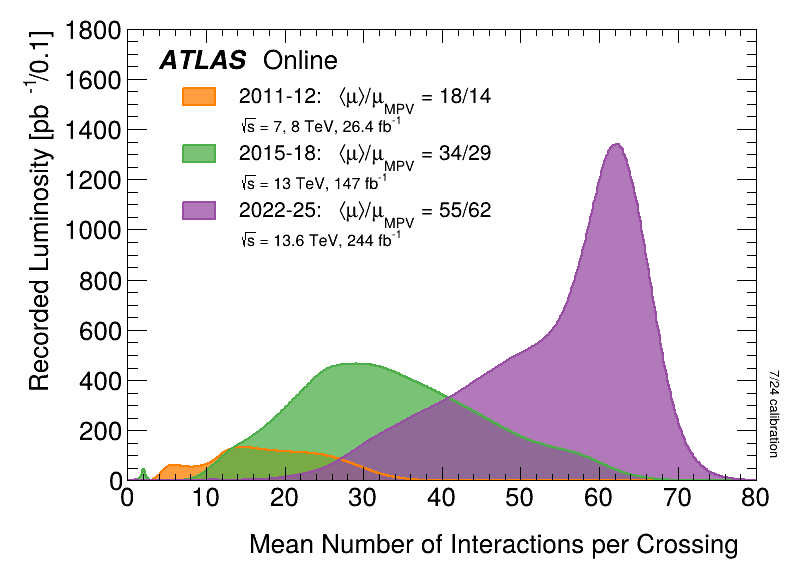 Recorded Luminosity [pb⁻¹/0.1]
1800
1600
1400
1200
1000
800
600
400
200
0
ATLAS Online
2011-12: ⟨μ⟩/μ_MPV = 18/14
√s = 7, 8 TeV, 26.4 fb⁻¹
2015-18: ⟨μ⟩/μ_MPV = 34/29
√s = 13 TeV, 147 fb⁻¹
2022-25: ⟨μ⟩/μ_MPV = 55/62
√s = 13.6 TeV, 244 fb⁻¹
7/24 calibration
0 10 20 30 40 50 60 70 80
Mean Number of Interactions per Crossing